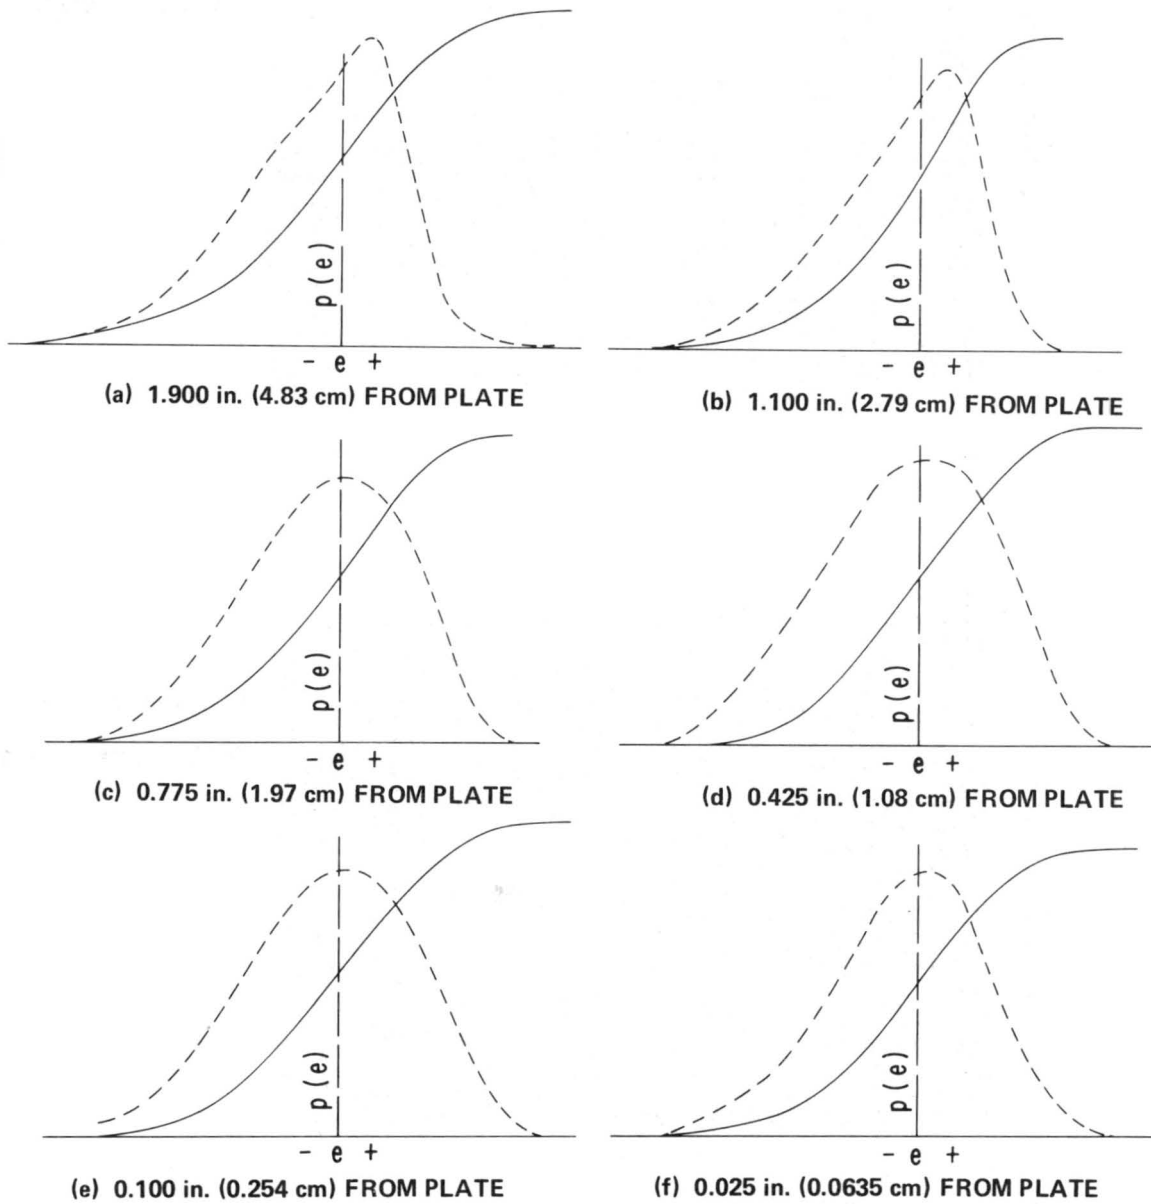 p(e)
p(e)
- e +
- e +
(a) 1.900 in. (4.83 cm) FROM PLATE
(b) 1.100 in. (2.79 cm) FROM PLATE
p(e)
p(e)
- e +
- e +
(c) 0.775 in. (1.97 cm) FROM PLATE
(d) 0.425 in. (1.08 cm) FROM PLATE
p(e)
p(e)
- e +
- e +
(e) 0.100 in. (0.254 cm) FROM PLATE
(f) 0.025 in. (0.0635 cm) FROM PLATE